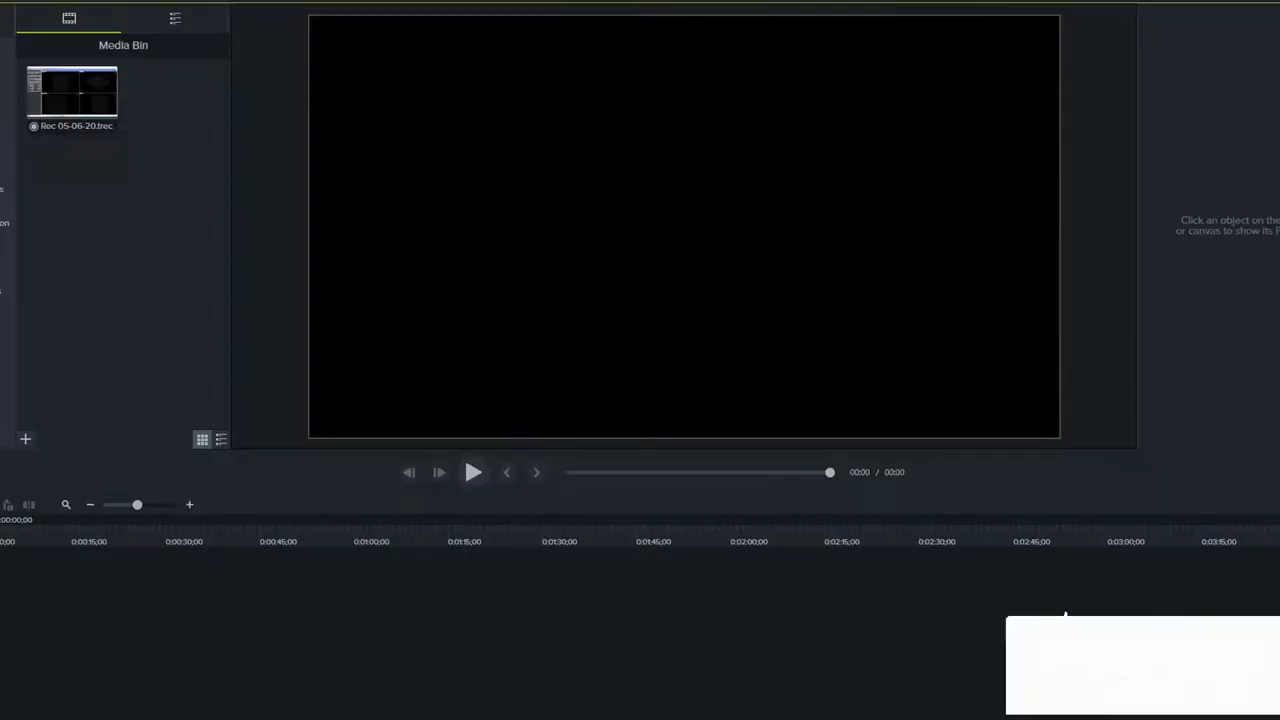 Media Bin
Rec 05-06-20.trec
s
on
s
Click an object on the
or canvas to show its P
00:00 / 00:00
:00:00;00
0;00
0:00:15;00
0:00:30;00
0:00:45;00
0:01:00;00
0:01:15;00
0:01:30;00
0:01:45;00
0:02:00;00
0:02:15;00
0:02:30;00
0:02:45;00
0:03:00;00
0:03:15;00